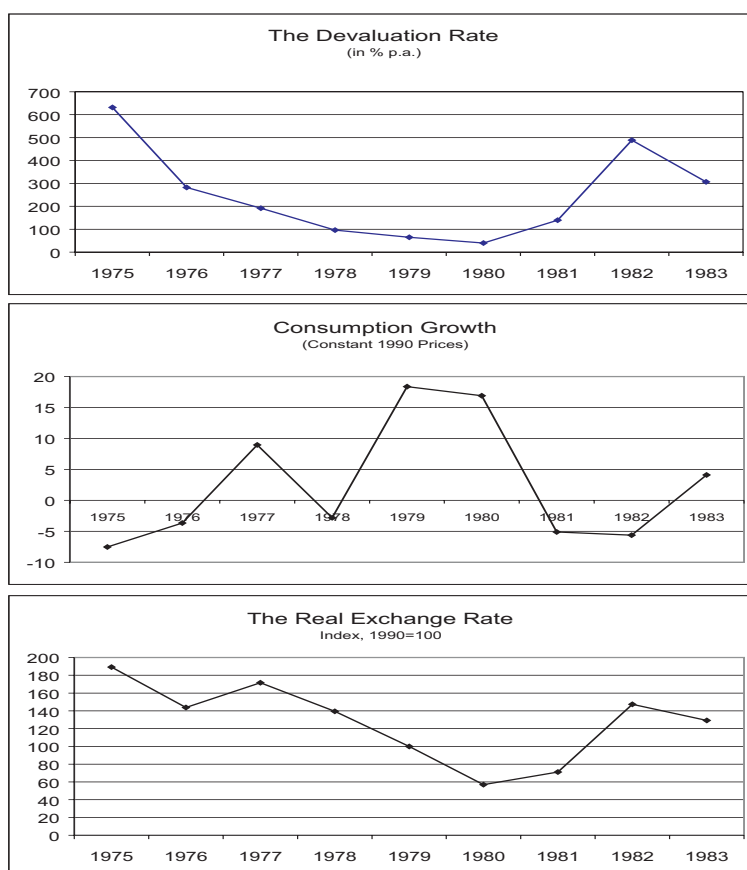 The Devaluation Rate
(in % p.a.)
700
600
500
400
300
200
100
0
1975 1976 1977 1978 1979 1980 1981 1982 1983
Consumption Growth
(Constant 1990 Prices)
20
15
10
5
0
1975 1976 1977 1978 1979 1980 1981 1982 1983
-5
-10
The Real Exchange Rate
Index, 1990=100
200
180
160
140
120
100
80
60
40
20
0
1975 1976 1977 1978 1979 1980 1981 1982 1983